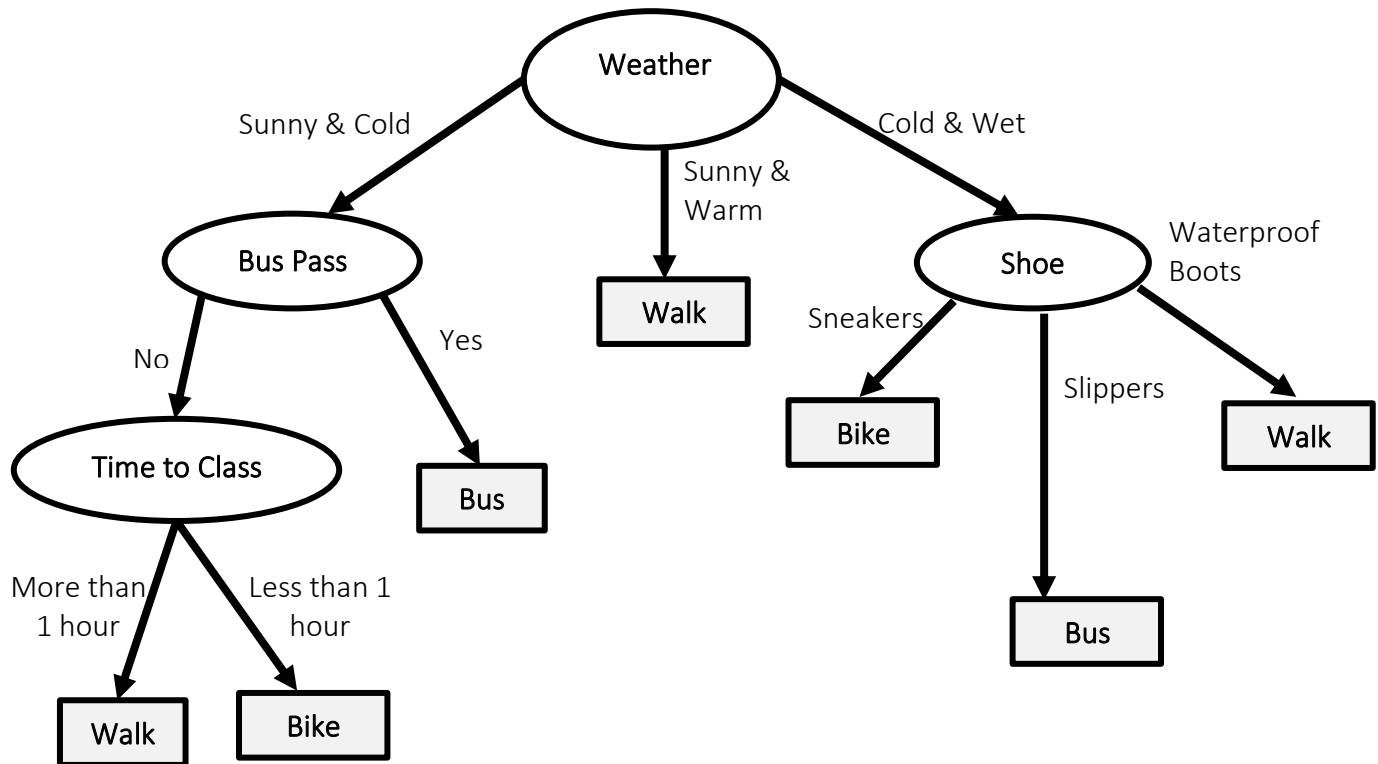 Weather
Sunny & Cold
Cold & Wet
Sunny &
Warm
Bus Pass
Shoe
Waterproof
Boots
Walk
Sneakers
No
Yes
Slippers
Bike
Walk
Time to Class
Bus
More than
1 hour
Less than 1
hour
Bus
Walk
Bike